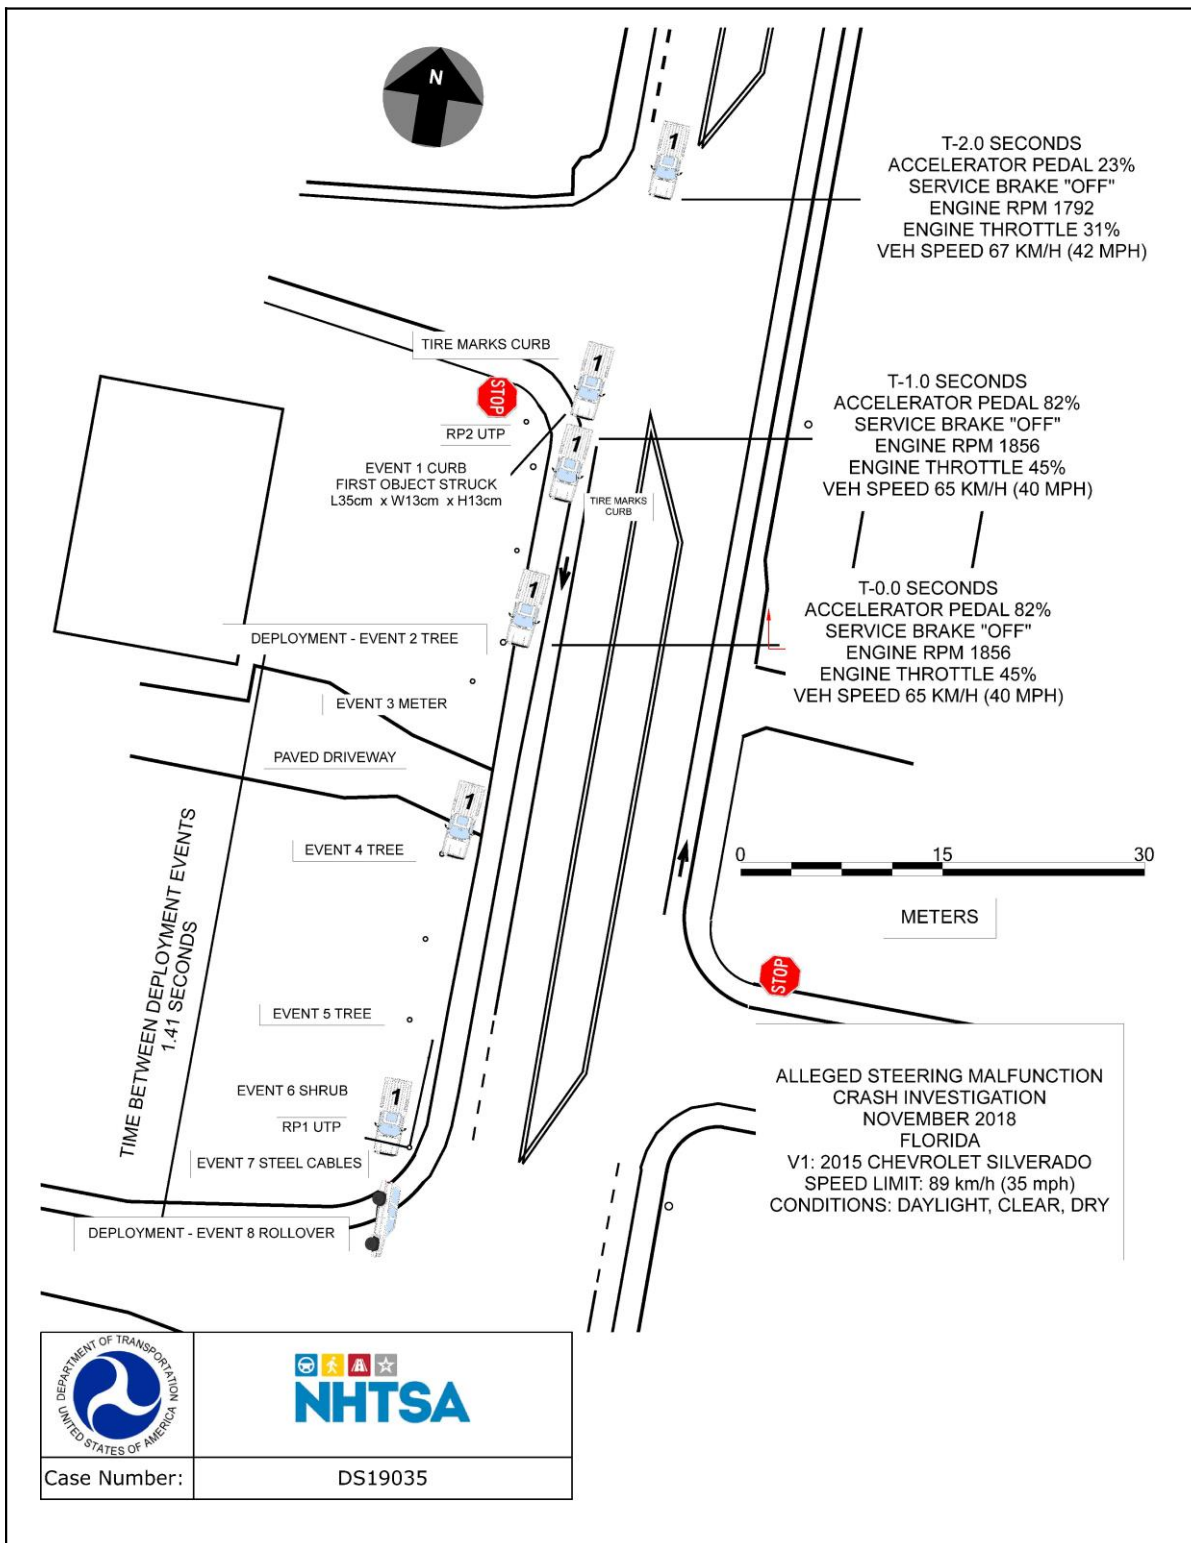 N
1
T-2.0 SECONDS
ACCELERATOR PEDAL 23%
SERVICE BRAKE "OFF"
ENGINE RPM 1792
ENGINE THROTTLE 31%
VEH SPEED 67 KM/H (42 MPH)
TIRE MARKS CURB
1
STOP
RP2 UTP
1
EVENT 1 CURB
FIRST OBJECT STRUCK
L35cm x W13cm x H13cm
TIRE MARKS
CURB
T-1.0 SECONDS
ACCELERATOR PEDAL 82%
SERVICE BRAKE "OFF"
ENGINE RPM 1856
ENGINE THROTTLE 45%
VEH SPEED 65 KM/H (40 MPH)
1
DEPLOYMENT - EVENT 2 TREE
T-0.0 SECONDS
ACCELERATOR PEDAL 82%
SERVICE BRAKE "OFF"
ENGINE RPM 1856
ENGINE THROTTLE 45%
VEH SPEED 65 KM/H (40 MPH)
EVENT 3 METER
PAVED DRIVEWAY
1
EVENT 4 TREE
TIME BETWEEN DEPLOYMENT EVENTS
1.41 SECONDS
0 15 30
METERS
STOP
EVENT 5 TREE
EVENT 6 SHRUB
1
RP1 UTP
EVENT 7 STEEL CABLES
DEPLOYMENT - EVENT 8 ROLLOVER
ALLEGED STEERING MALFUNCTION
CRASH INVESTIGATION
NOVEMBER 2018
FLORIDA
V1: 2015 CHEVROLET SILVERADO
SPEED LIMIT: 89 km/h (35 mph)
CONDITIONS: DAYLIGHT, CLEAR, DRY
DEPARTMENT OF TRANSPORTATION
UNITED STATES OF AMERICA
NHTSA
Case Number: DS19035